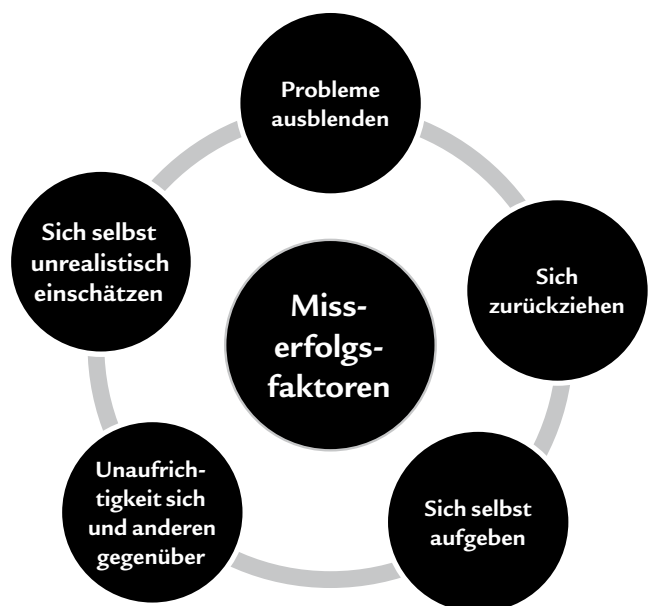 Probleme
ausblenden
Sich
zurückziehen
Sich selbst
aufgeben
Unaufrich-
tigkeit sich
und anderen
gegenüber
Sich selbst
unrealistisch
einschätzen
Miss-
erfolgs-
faktoren